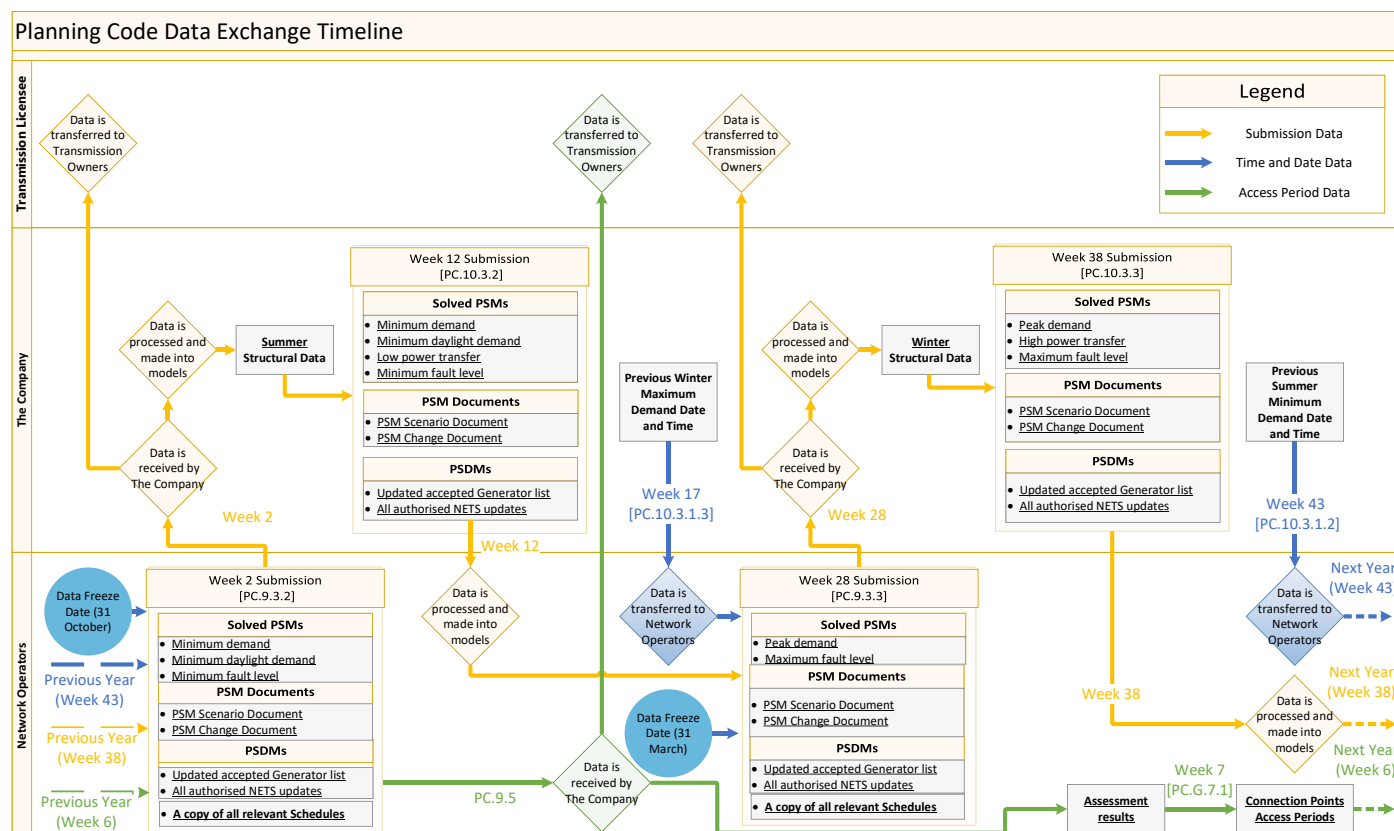 Planning Code Data Exchange Timeline
Transmission Licensee
Data is
transferred to
Transmission
Owners
Data is
transferred to
Transmission
Owners
Data is
transferred to
Transmission
Owners
Legend
Submission Data
Time and Date Data
Access Period Data
The Company
Week 12 Submission
[PC.10.3.2]
Solved PSMs
• Minimum demand
• Minimum daylight demand
• Low power transfer
• Minimum fault level
PSM Documents
• PSM Scenario Document
• PSM Change Document
PSDMs
• Updated accepted Generator list
• All authorised NETS updates
Data is
processed and
made into
models
Summer
Structural Data
Data is
received by
The Company
Week 2
Week 12
Previous Winter
Maximum
Demand Date
and Time
Week 17
[PC.10.3.1.3]
Data is
processed and
made into
models
Winter
Structural Data
Data is
received by
The Company
Week 28
Week 38 Submission
[PC.10.3.3]
Solved PSMs
• Peak demand
• High power transfer
• Maximum fault level
PSM Documents
• PSM Scenario Document
• PSM Change Document
PSDMs
• Updated accepted Generator list
• All authorised NETS updates
Previous
Summer
Minimum
Demand Date
and Time
Week 43
[PC.10.3.1.2]
Network Operators
Data Freeze
Date (31
October)
Previous Year
(Week 43)
Previous Year
(Week 38)
Previous Year
(Week 6)
Week 2 Submission
[PC.9.3.2]
Solved PSMs
• Minimum demand
• Minimum daylight demand
• Minimum fault level
PSM Documents
• PSM Scenario Document
• PSM Change Document
PSDMs
• Updated accepted Generator list
• All authorised NETS updates
• A copy of all relevant Schedules
Data is
processed and
made into
models
PC.9.5
Data is
received by
The Company
Data is
transferred to
Network
Operators
Data Freeze
Date (31
March)
Week 28 Submission
[PC.9.3.3]
Solved PSMs
• Peak demand
• Maximum fault level
PSM Documents
• PSM Scenario Document
• PSM Change Document
PSDMs
• Updated accepted Generator list
• All authorised NETS updates
• A copy of all relevant Schedules
Week 38
Data is
transferred to
Network
Operators
Next Year
(Week 43)
Data is
processed and
made into
models
Next Year
(Week 38)
Next Year
(Week 6)
Assessment
results
Week 7
[PC.G.7.1]
Connection Points
Access Periods